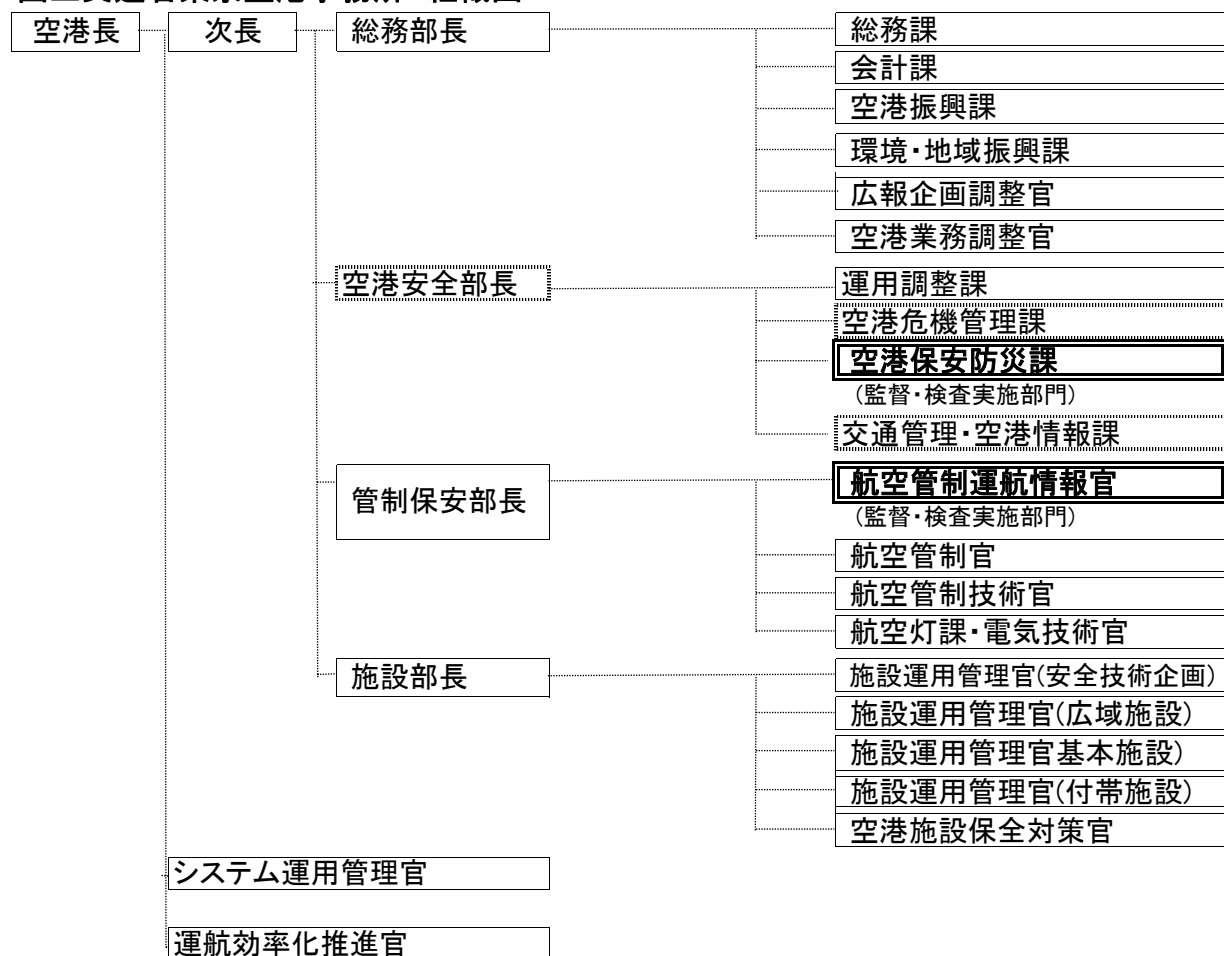 空港長
次長
総務部長
総務課
会計課
空港振興課
環境・地域振興課
広報企画調整官
空港業務調整官
空港安全部長
運用調整課
空港危機管理課
空港保安防災課
(監督・検査実施部門)
交通管理・空港情報課
管制保安部長
航空管制運航情報官
(監督・検査実施部門)
航空管制官
航空管制技術官
航空灯課・電気技術官
施設部長
施設運用管理官(安全技術企画)
施設運用管理官(広域施設)
施設運用管理官基本施設)
施設運用管理官(付帯施設)
空港施設保全対策官
システム運用管理官
運航効率化推進官